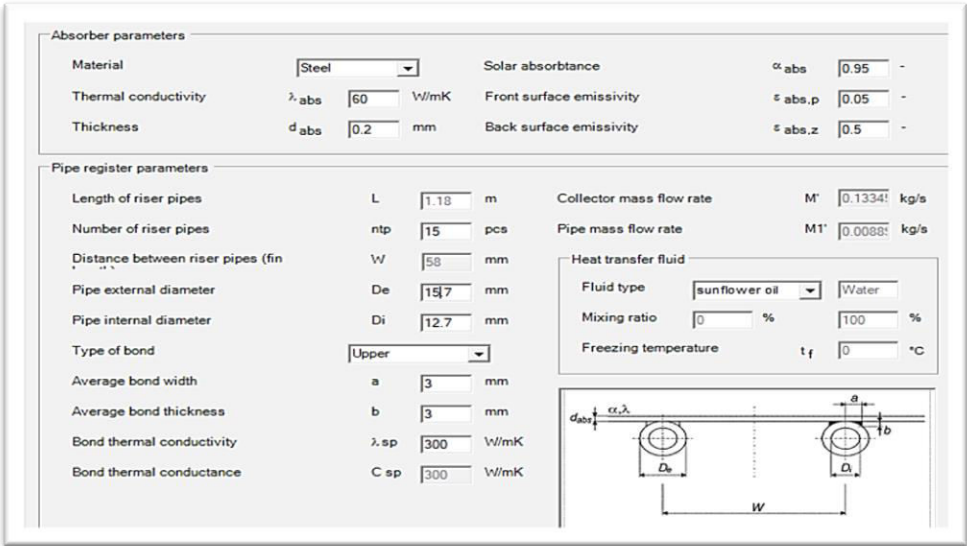 Absorber parameters
Material Steel Solar absorbtance α abs 0.95 -
Thermal conductivity λ abs 60 W/mK Front surface emissivity ε abs,p 0.05 -
Thickness d abs 0.2 mm Back surface emissivity ε abs,z 0.5 -
Pipe register parameters
Length of riser pipes L 1.18 m Collector mass flow rate M' 0.1334 kg/s
Number of riser pipes ntp 15 pcs Pipe mass flow rate M1' 0.0088 kg/s
Distance between riser pipes (fin W 58 mm Heat transfer fluid
Pipe external diameter De 15,7 mm Fluid type sunflower oil Water
Pipe internal diameter Di 12.7 mm Mixing ratio 0 % 100 %
Type of bond Upper Freezing temperature t f 0 °C
Average bond width a 3 mm
Average bond thickness b 3 mm
Bond thermal conductivity λ sp 300 W/mK
Bond thermal conductance C sp 300 W/mK
a
dabs α,λ
b
De Di
W